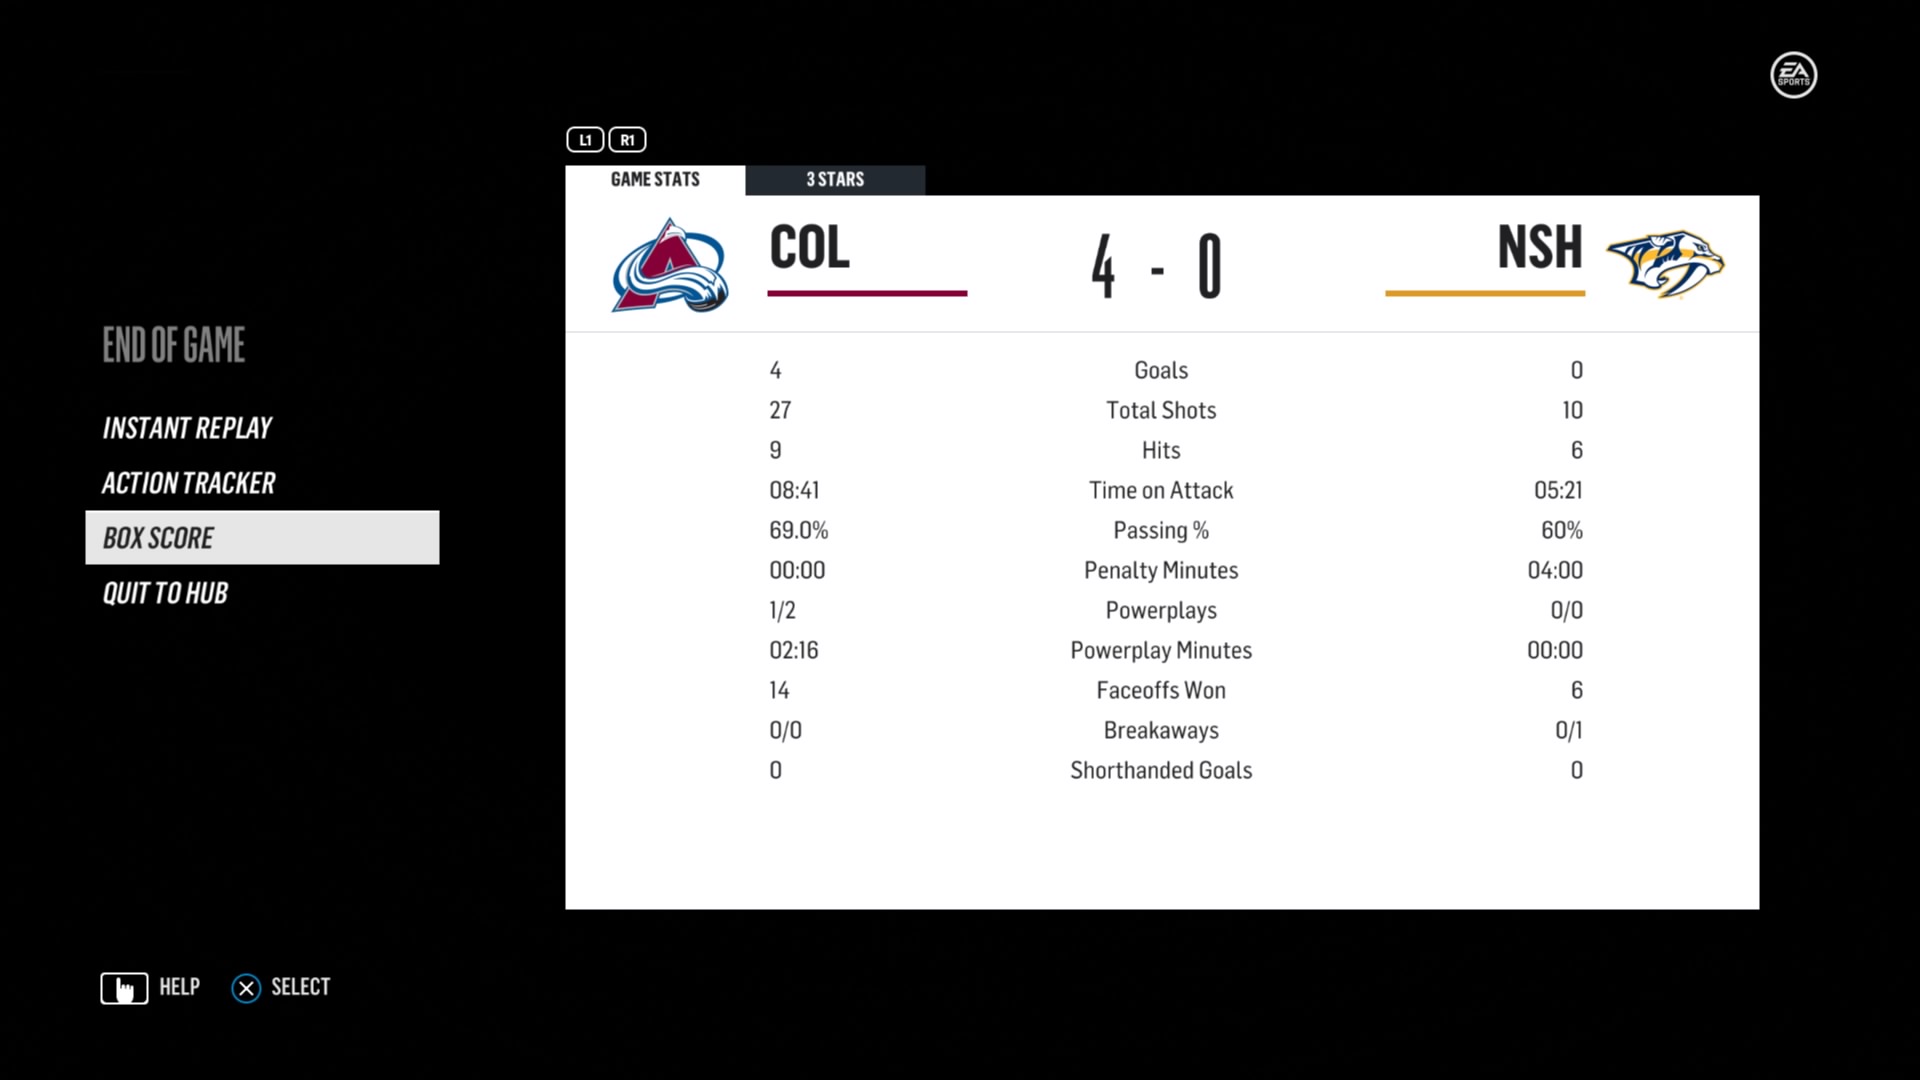 EA
SPORTS
L1 R1
GAME STATS 3 STARS
COL 4 - 0 NSH
END OF GAME
INSTANT REPLAY
ACTION TRACKER
BOX SCORE
QUIT TO HUB
4 Goals 0
27 Total Shots 10
9 Hits 6
08:41 Time on Attack 05:21
69.0% Passing % 60%
00:00 Penalty Minutes 04:00
1/2 Powerplays 0/0
02:16 Powerplay Minutes 00:00
14 Faceoffs Won 6
0/0 Breakaways 0/1
0 Shorthanded Goals 0
HELP SELECT